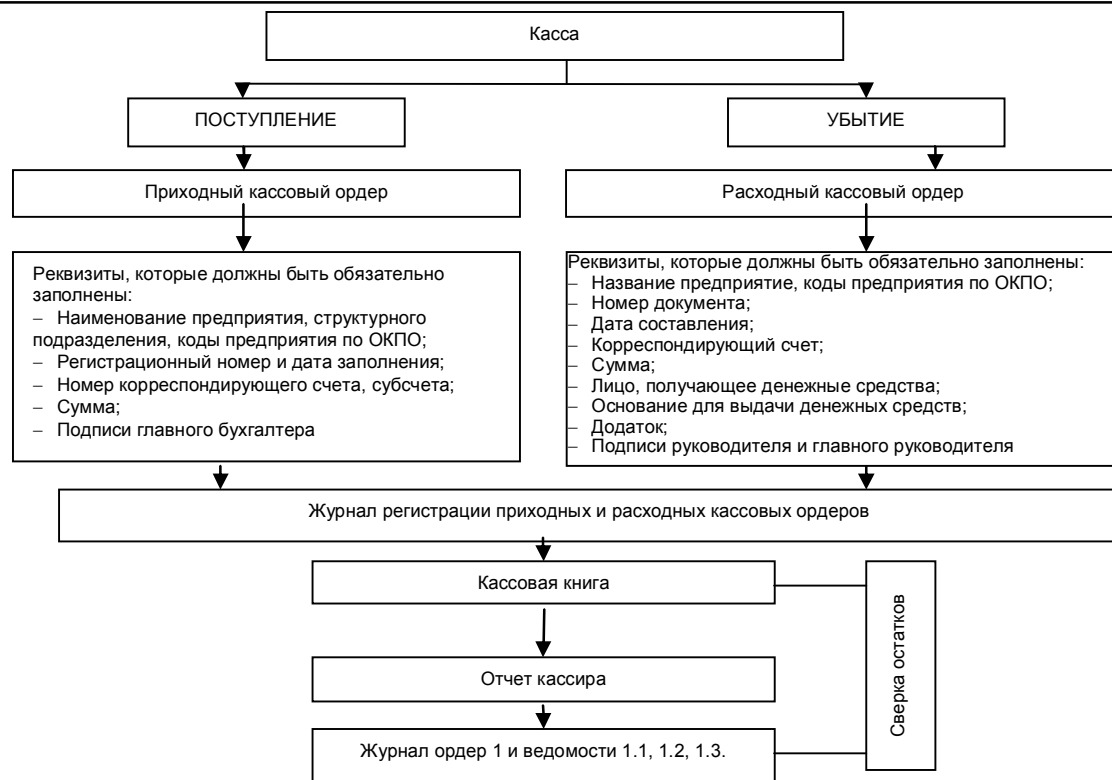 Касса
ПОСТУПЛЕНИЕ
УБЫТИЕ
Приходный кассовый ордер
Расходный кассовый ордер
Реквизиты, которые должны быть обязательно
заполнены:
– Наименование предприятия, структурного
подразделения, коды предприятия по ОКПО;
– Регистрационный номер и дата заполнения;
– Номер корреспондирующего счета, субсчета;
– Сумма;
– Подписи главного бухгалтера
Реквизиты, которые должны быть обязательно заполнены:
– Название предприятие, коды предприятия по ОКПО;
– Номер документа;
– Дата составления;
– Корреспондирующий счет;
– Сумма;
– Лицо, получающее денежные средства;
– Основание для выдачи денежных средств;
– Додаток;
– Подписи руководителя и главного руководителя
Журнал регистрации приходных и расходных кассовых ордеров
Кассовая книга
Сверка остатков
Отчет кассира
Журнал ордер 1 и ведомости 1.1, 1.2, 1.3.